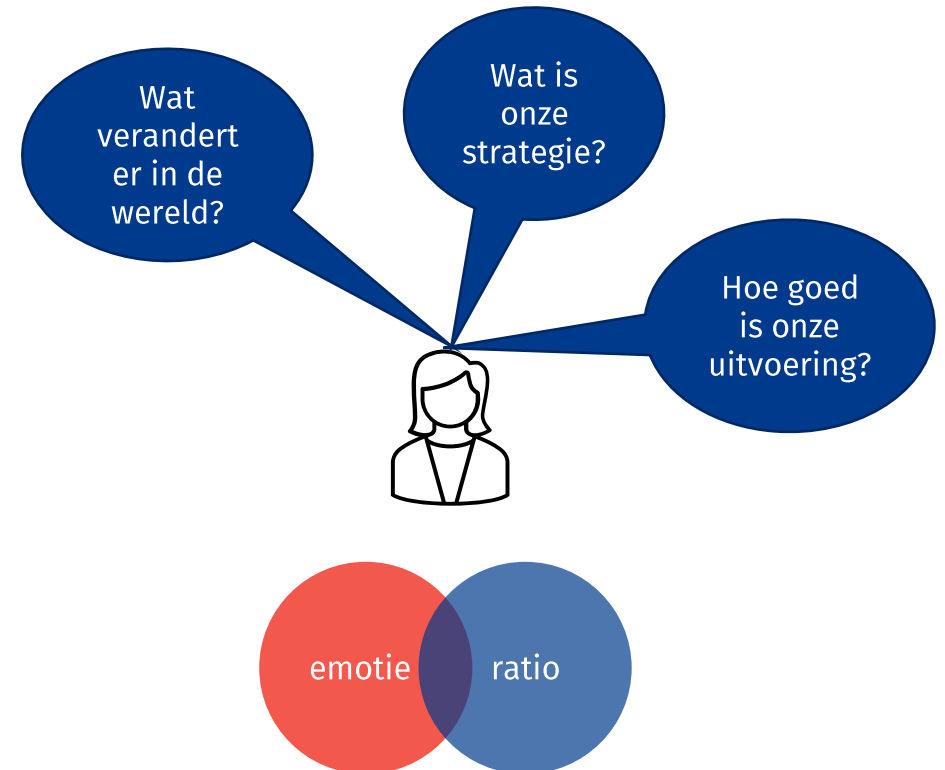 Wat
verandert
er in de
wereld?
Wat is
onze
strategie?
Hoe goed
is onze
uitvoering?
emotie
ratio